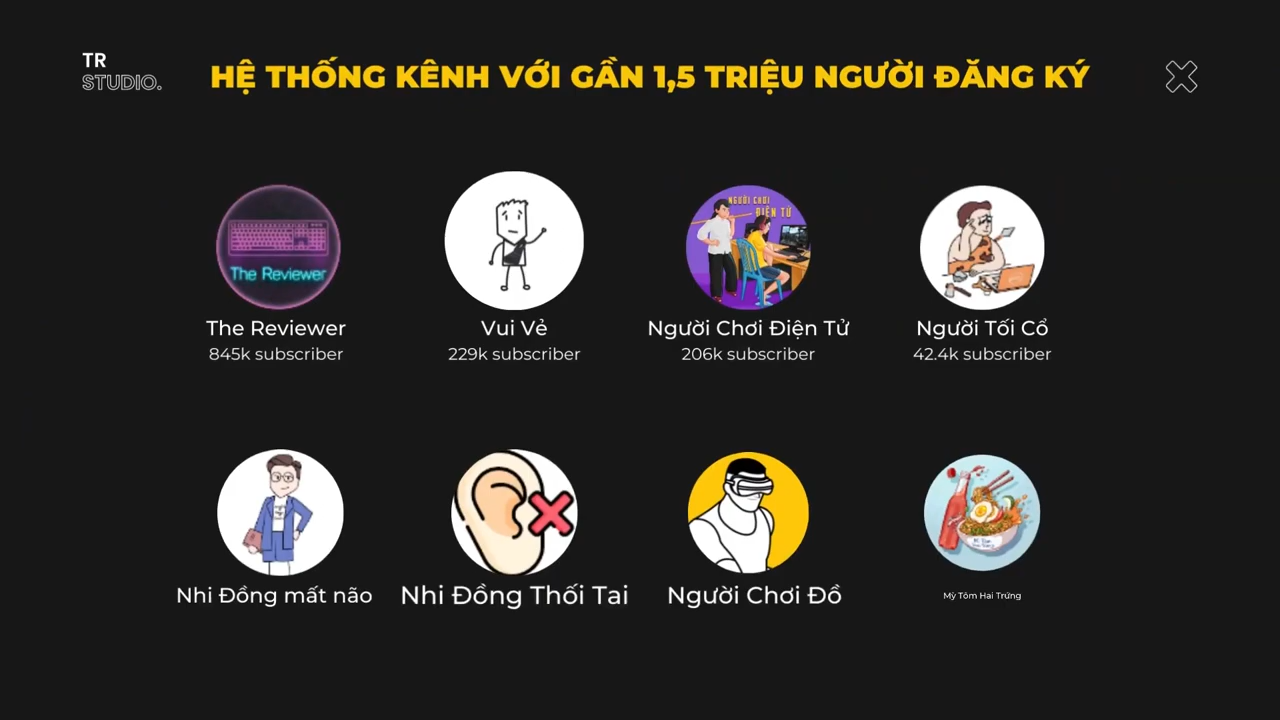 TR
STUDIO.
HỆ THỐNG KÊNH VỚI GẦN 1,5 TRIỆU NGƯỜI ĐĂNG KÝ
The Reviewer
NGƯỜI CHƠI
ĐIỆN TỬ
The Reviewer
Vui Vẻ
Người Chơi Điện Tử
Người Tối Cổ
845k subscriber
229k subscriber
206k subscriber
42.4k subscriber
Nhi Đồng mất não
Nhi Đồng Thối Tai
Người Chơi Đồ
Mỳ Tôm Hai Trứng